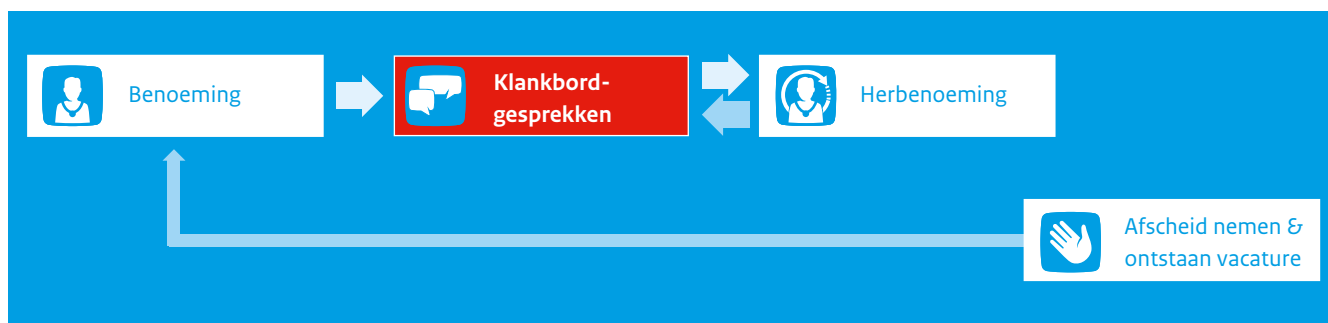 Benoeming
Klankbord-
gesprekken
Herbenoeming
Afscheid nemen &
ontstaan vacature